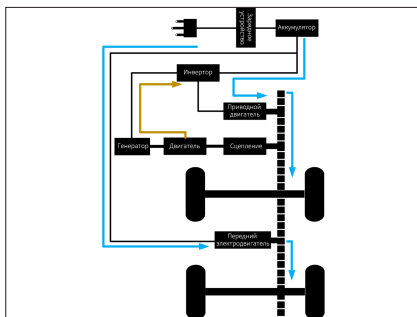 Зарядное
устройство
Аккумулятор
Инвертор
Приводной
двигатель
Генератор
Двигатель
Сцепление
Передний
электродвигатель